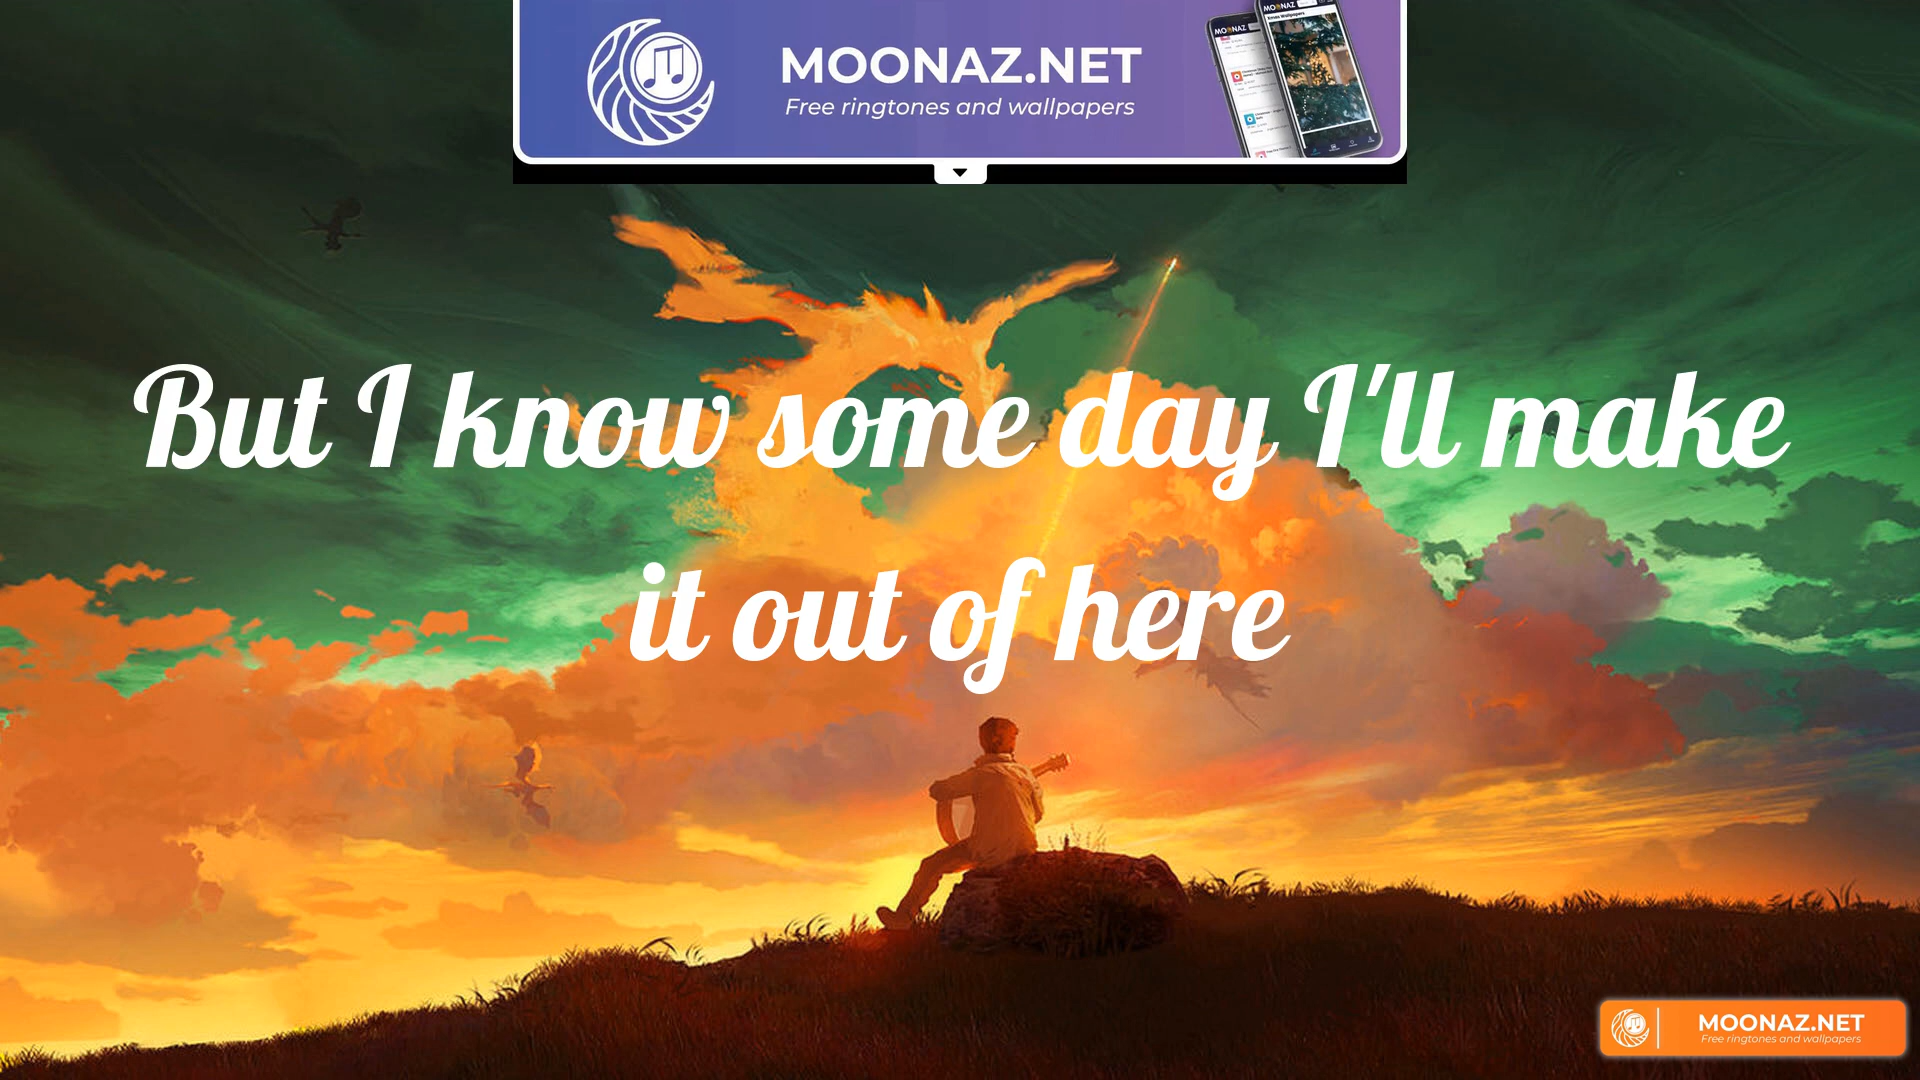 MOONAZ.NET
Free ringtones and wallpapers
But I know some day I'll make
it out of here
MOONAZ.NET
Free ringtones and wallpapers